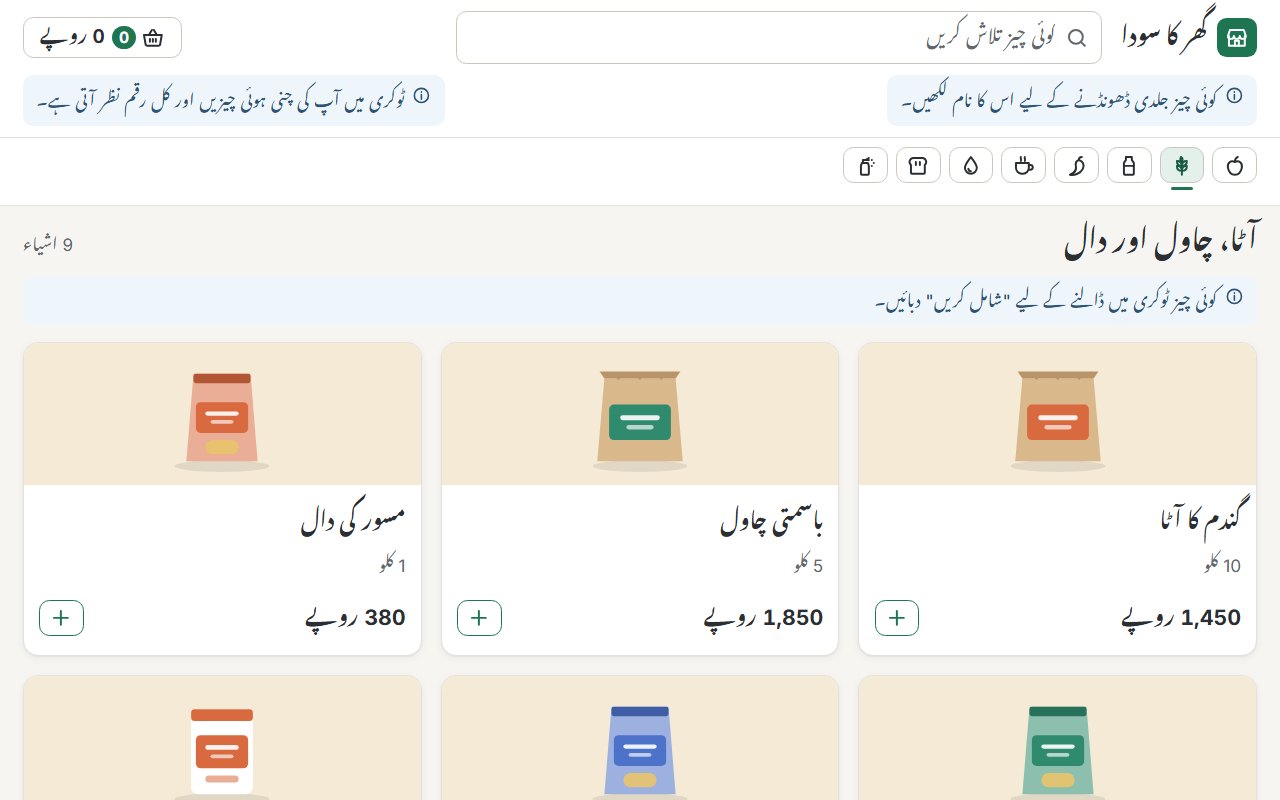 گھر کا سودا
کوئی چیز تلاش کریں
0 0 روپے
کوئی چیز جلدی ڈھونڈنے کے لیے اس کا نام لکھیں۔
ٹوکری میں آپ کی چنی ہوئی چیزیں اور کل رقم نظر آتی ہے۔
آٹا، چاول اور دال
9 اشیاء
کوئی چیز ٹوکری میں ڈالنے کے لیے "شامل کریں" دبائیں۔
گندم کا آٹا
10 کلو
1,450 روپے
باسمتی چاول
5 کلو
1,850 روپے
مسور کی دال
1 کلو
380 روپے